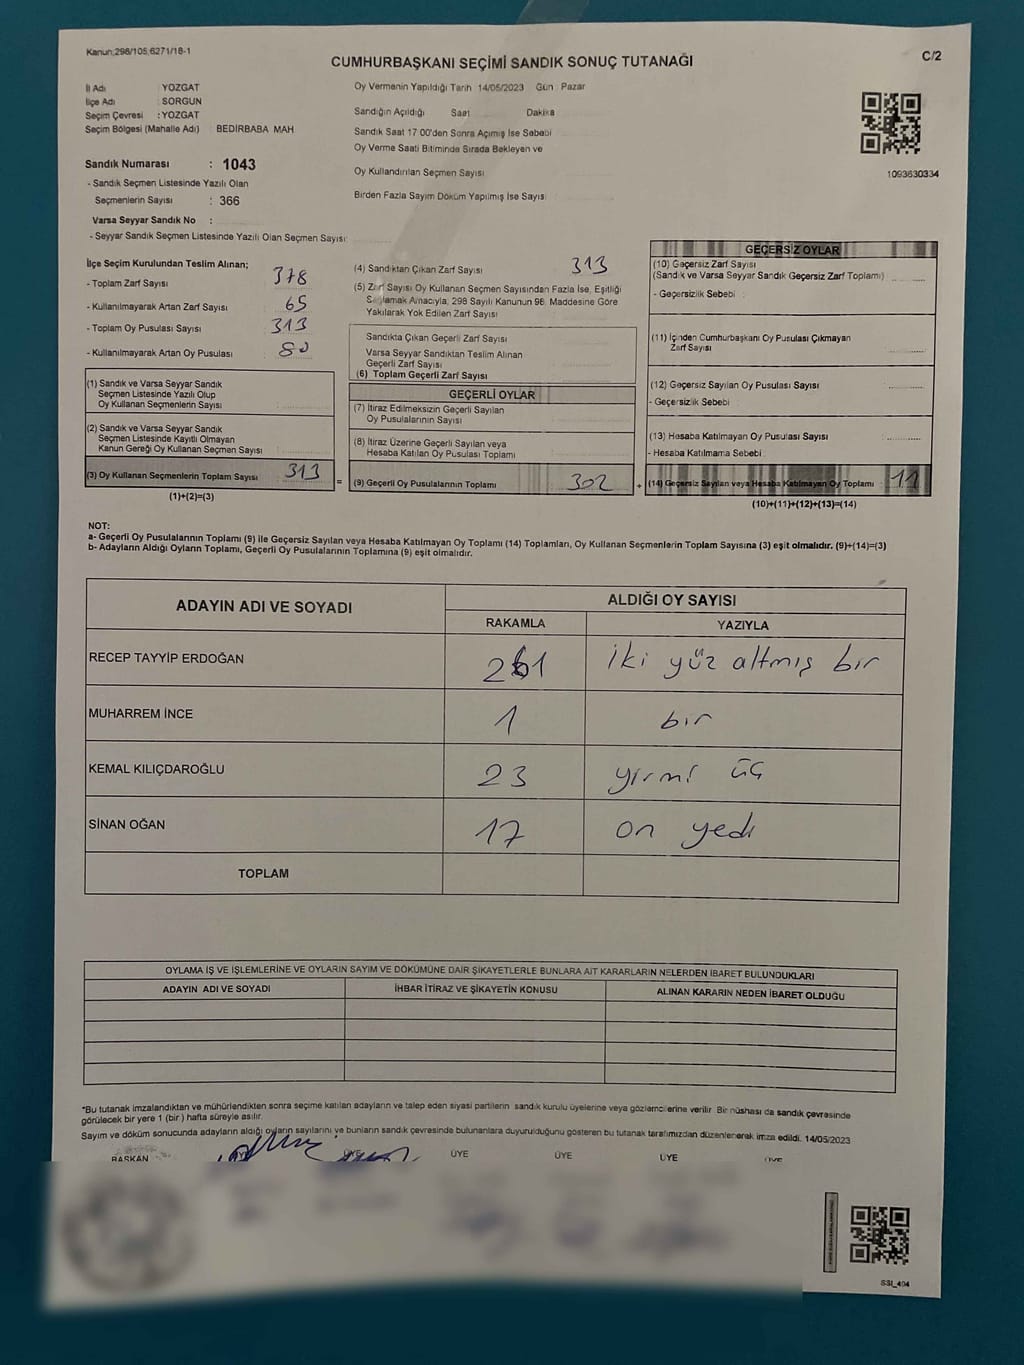 Kanun;298/105,6271/18-1
CUMHURBAŞKANI SEÇİMİ SANDIK SONUÇ TUTANAĞI
C/2
İl Adı : YOZGAT
İlçe Adı : SORGUN
Seçim Çevresi : YOZGAT
Seçim Bölgesi (Mahalle Adı) : BEDİRBABA MAH
Sandık Numarası : 1043
- Sandık Seçmen Listesinde Yazılı Olan
Seçmenlerin Sayısı : 366
Varsa Seyyar Sandık No :
- Seyyar Sandık Seçmen Listesinde Yazılı Olan Seçmen Sayısı:
Oy Vermenin Yapıldığı Tarih 14/05/2023 Gün : Pazar
Sandığın Açıldığı Saat Dakika
Sandık Saat 17 00'den Sonra Açımış İse Sebebi
Oy Verme Saati Bitiminde Sırada Bekleyen ve
Oy Kullandırılan Seçmen Sayısı
Birden Fazla Sayım Döküm Yapılmış İse Sayısı
1093630334
İlçe Seçim Kurulundan Teslim Alınan;
- Toplam Zarf Sayısı 378
- Kullanılmayarak Artan Zarf Sayısı 65
- Toplam Oy Pusulası Sayısı 313
- Kullanılmayarak Artan Oy Pusulası 80
(1) Sandık ve Varsa Seyyar Sandık
Seçmen Listesinde Yazılı Olup
Oy Kullanan Seçmenlerin Sayısı
(2) Sandık ve Varsa Seyyar Sandık
Seçmen Listesinde Kayıtlı Olmayan
Kanun Gereği Oy Kullanan Seçmen Sayısı
(3) Oy Kullanan Seçmenlerin Toplam Sayısı 313
(1)+(2)=(3)
=
(4) Sandıktan Çıkan Zarf Sayısı 313
(5) Zarf Sayısı Oy Kullanan Seçmen Sayısından Fazla İse, Eşitliği
Sağlamak Amacıyla, 298 Sayılı Kanunun 98. Maddesine Göre
Yakılarak Yok Edilen Zarf Sayısı
Sandıkta Çıkan Geçerli Zarf Sayısı
Varsa Seyyar Sandıktan Teslim Alınan
Geçerli Zarf Sayısı
(6) Toplam Geçerli Zarf Sayısı
GEÇERLİ OYLAR
(7) İtiraz Edilmeksizin Geçerli Sayılan
Oy Pusulalarının Sayısı
(8) İtiraz Üzerine Geçerli Sayılan veya
Hesaba Katılan Oy Pusulası Toplamı
(9) Geçerli Oy Pusulalarının Toplamı 302
+
GEÇERSİZ OYLAR
(10) Geçersiz Zarf Sayısı
(Sandık ve Varsa Seyyar Sandık Geçersiz Zarf Toplamı)
- Geçersizlik Sebebi :
(11) İçinden Cumhurbaşkanı Oy Pusulası Çıkmayan
Zarf Sayısı
(12) Geçersiz Sayılan Oy Pusulası Sayısı
- Geçersizlik Sebebi :
(13) Hesaba Katılmayan Oy Pusulası Sayısı
- Hesaba Katılmama Sebebi :
(14) Geçersiz Sayılan veya Hesaba Katılmayan Oy Toplamı : 11
(10)+(11)+(12)+(13)=(14)
NOT:
a- Geçerli Oy Pusulalarının Toplamı (9) ile Geçersiz Sayılan veya Hesaba Katılmayan Oy Toplamı (14) Toplamları, Oy Kullanan Seçmenlerin Toplam Sayısına (3) eşit olmalıdır. (9)+(14)=(3)
b- Adayların Aldığı Oyların Toplamı, Geçerli Oy Pusulalarının Toplamına (9) eşit olmalıdır.
ADAYIN ADI VE SOYADI
ALDIĞI OY SAYISI
RAKAMLA YAZIYLA
RECEP TAYYİP ERDOĞAN 261 iki yüz altmış bir
MUHARREM İNCE 1 bir
KEMAL KILIÇDAROĞLU 23 yirmi üç
SİNAN OĞAN 17 on yedi
TOPLAM
OYLAMA İŞ VE İŞLEMLERİNE VE OYLARIN SAYIM VE DÖKÜMÜNE DAİR ŞİKAYETLERLE BUNLARA AİT KARARLARIN NELERDEN İBARET BULUNDUKLARI
ADAYIN ADI VE SOYADI İHBAR İTİRAZ VE ŞİKAYETİN KONUSU ALINAN KARARIN NEDEN İBARET OLDUĞU
*Bu tutanak imzalandıktan ve mühürlendikten sonra seçime katılan adayların ve talep eden siyasi partilerin sandık kurulu üyelerine veya gözlemcilerine verilir. Bir nüshası da sandık çevresinde
görülecek bir yere 1 (bir) hafta süreyle asılır.
Sayım ve döküm sonucunda adayların aldığı oyların sayılarını ve bunların sandık çevresinde bulunanlara duyurulduğunu gösteren bu tutanak tarafımızdan düzenlenerek imza edildi. 14/05/2023
BAŞKAN ÜYE ÜYE ÜYE ÜYE ÜYE
SSI_404